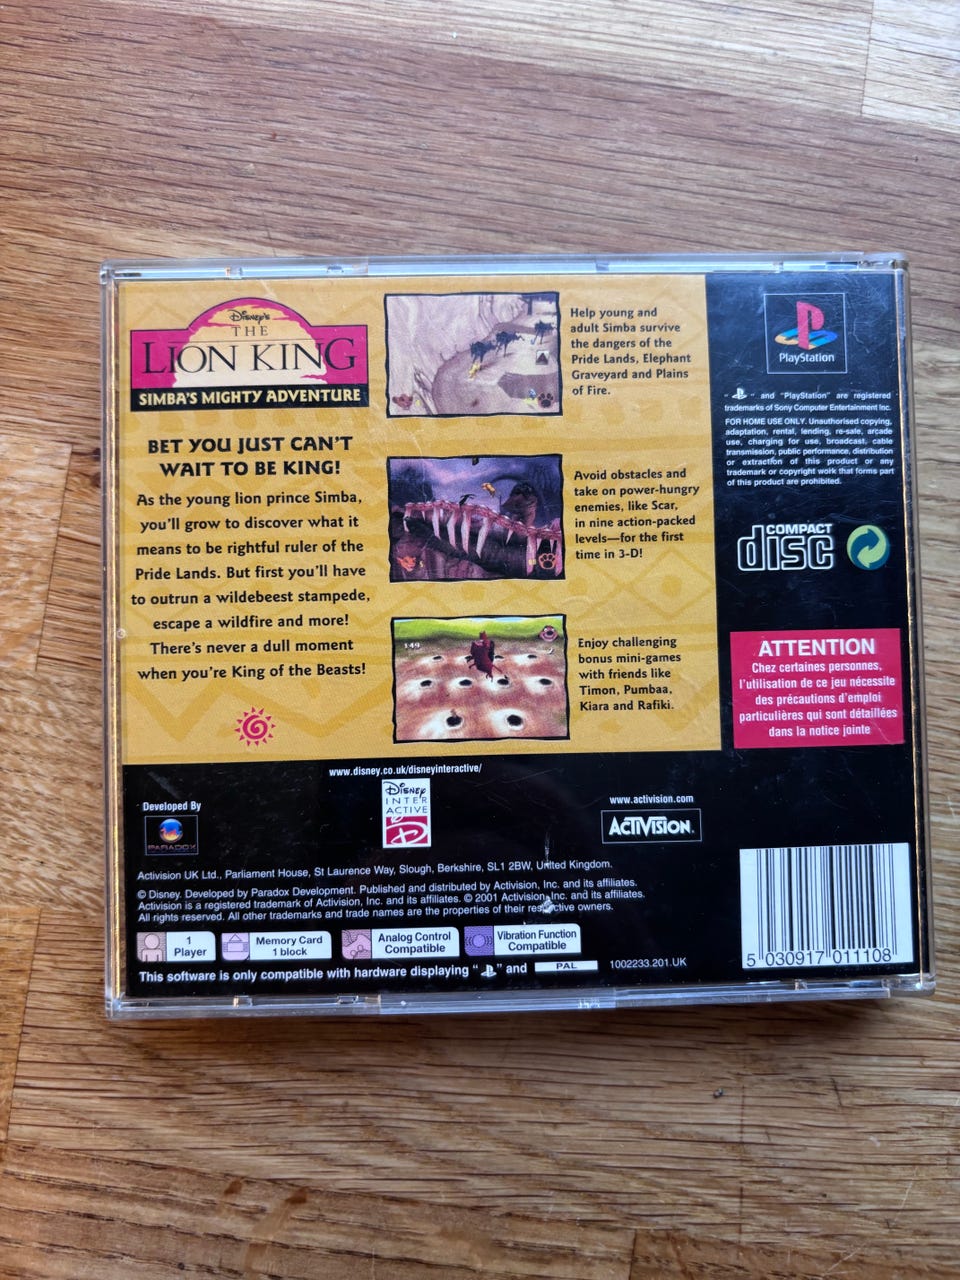 Disney's
THE
LION KING
SIMBA'S MIGHTY ADVENTURE
BET YOU JUST CAN'T
WAIT TO BE KING!
As the young lion prince Simba,
you'll grow to discover what it
means to be rightful ruler of the
Pride Lands. But first you'll have
to outrun a wildebeest stampede,
escape a wildfire and more!
There's never a dull moment
when you're King of the Beasts!
Help young and
adult Simba survive
the dangers of the
Pride Lands, Elephant
Graveyard and Plains
of Fire.
Avoid obstacles and
take on power-hungry
enemies, like Scar,
in nine action-packed
levels—for the first
time in 3-D!
149
Enjoy challenging
bonus mini-games
with friends like
Timon, Pumbaa,
Kiara and Rafiki.
PlayStation
" " and "PlayStation" are registered
trademarks of Sony Computer Entertainment Inc.
FOR HOME USE ONLY. Unauthorised copying,
adaptation, rental, lending, re-sale, arcade
use, charging for use, broadcast, cable
transmission, public performance, distribution
or extraction of this product or any
trademark or copyright work that forms part
of this product are prohibited.
COMPACT
disc
ATTENTION
Chez certaines personnes,
l'utilisation de ce jeu nécessite
des précautions d'emploi
particulières qui sont détaillées
dans la notice jointe
www.disney.co.uk/disneyinteractive/
Developed By
PARADOX
Disney
INTER
ACTIVE
D
www.activision.com
ACTIVISION.
Activision UK Ltd., Parliament House, St Laurence Way, Slough, Berkshire, SL1 2BW, United Kingdom.
© Disney. Developed by Paradox Development. Published and distributed by Activision, Inc. and its affiliates.
Activision is a registered trademark of Activision, Inc. and its affiliates. © 2001 Activision, Inc. and its affiliates.
All rights reserved. All other trademarks and trade names are the properties of their respective owners.
1
Player
Memory Card
1 block
Analog Control
Compatible
Vibration Function
Compatible
This software is only compatible with hardware displaying " " and PAL
1002233.201.UK
5 030917 011108